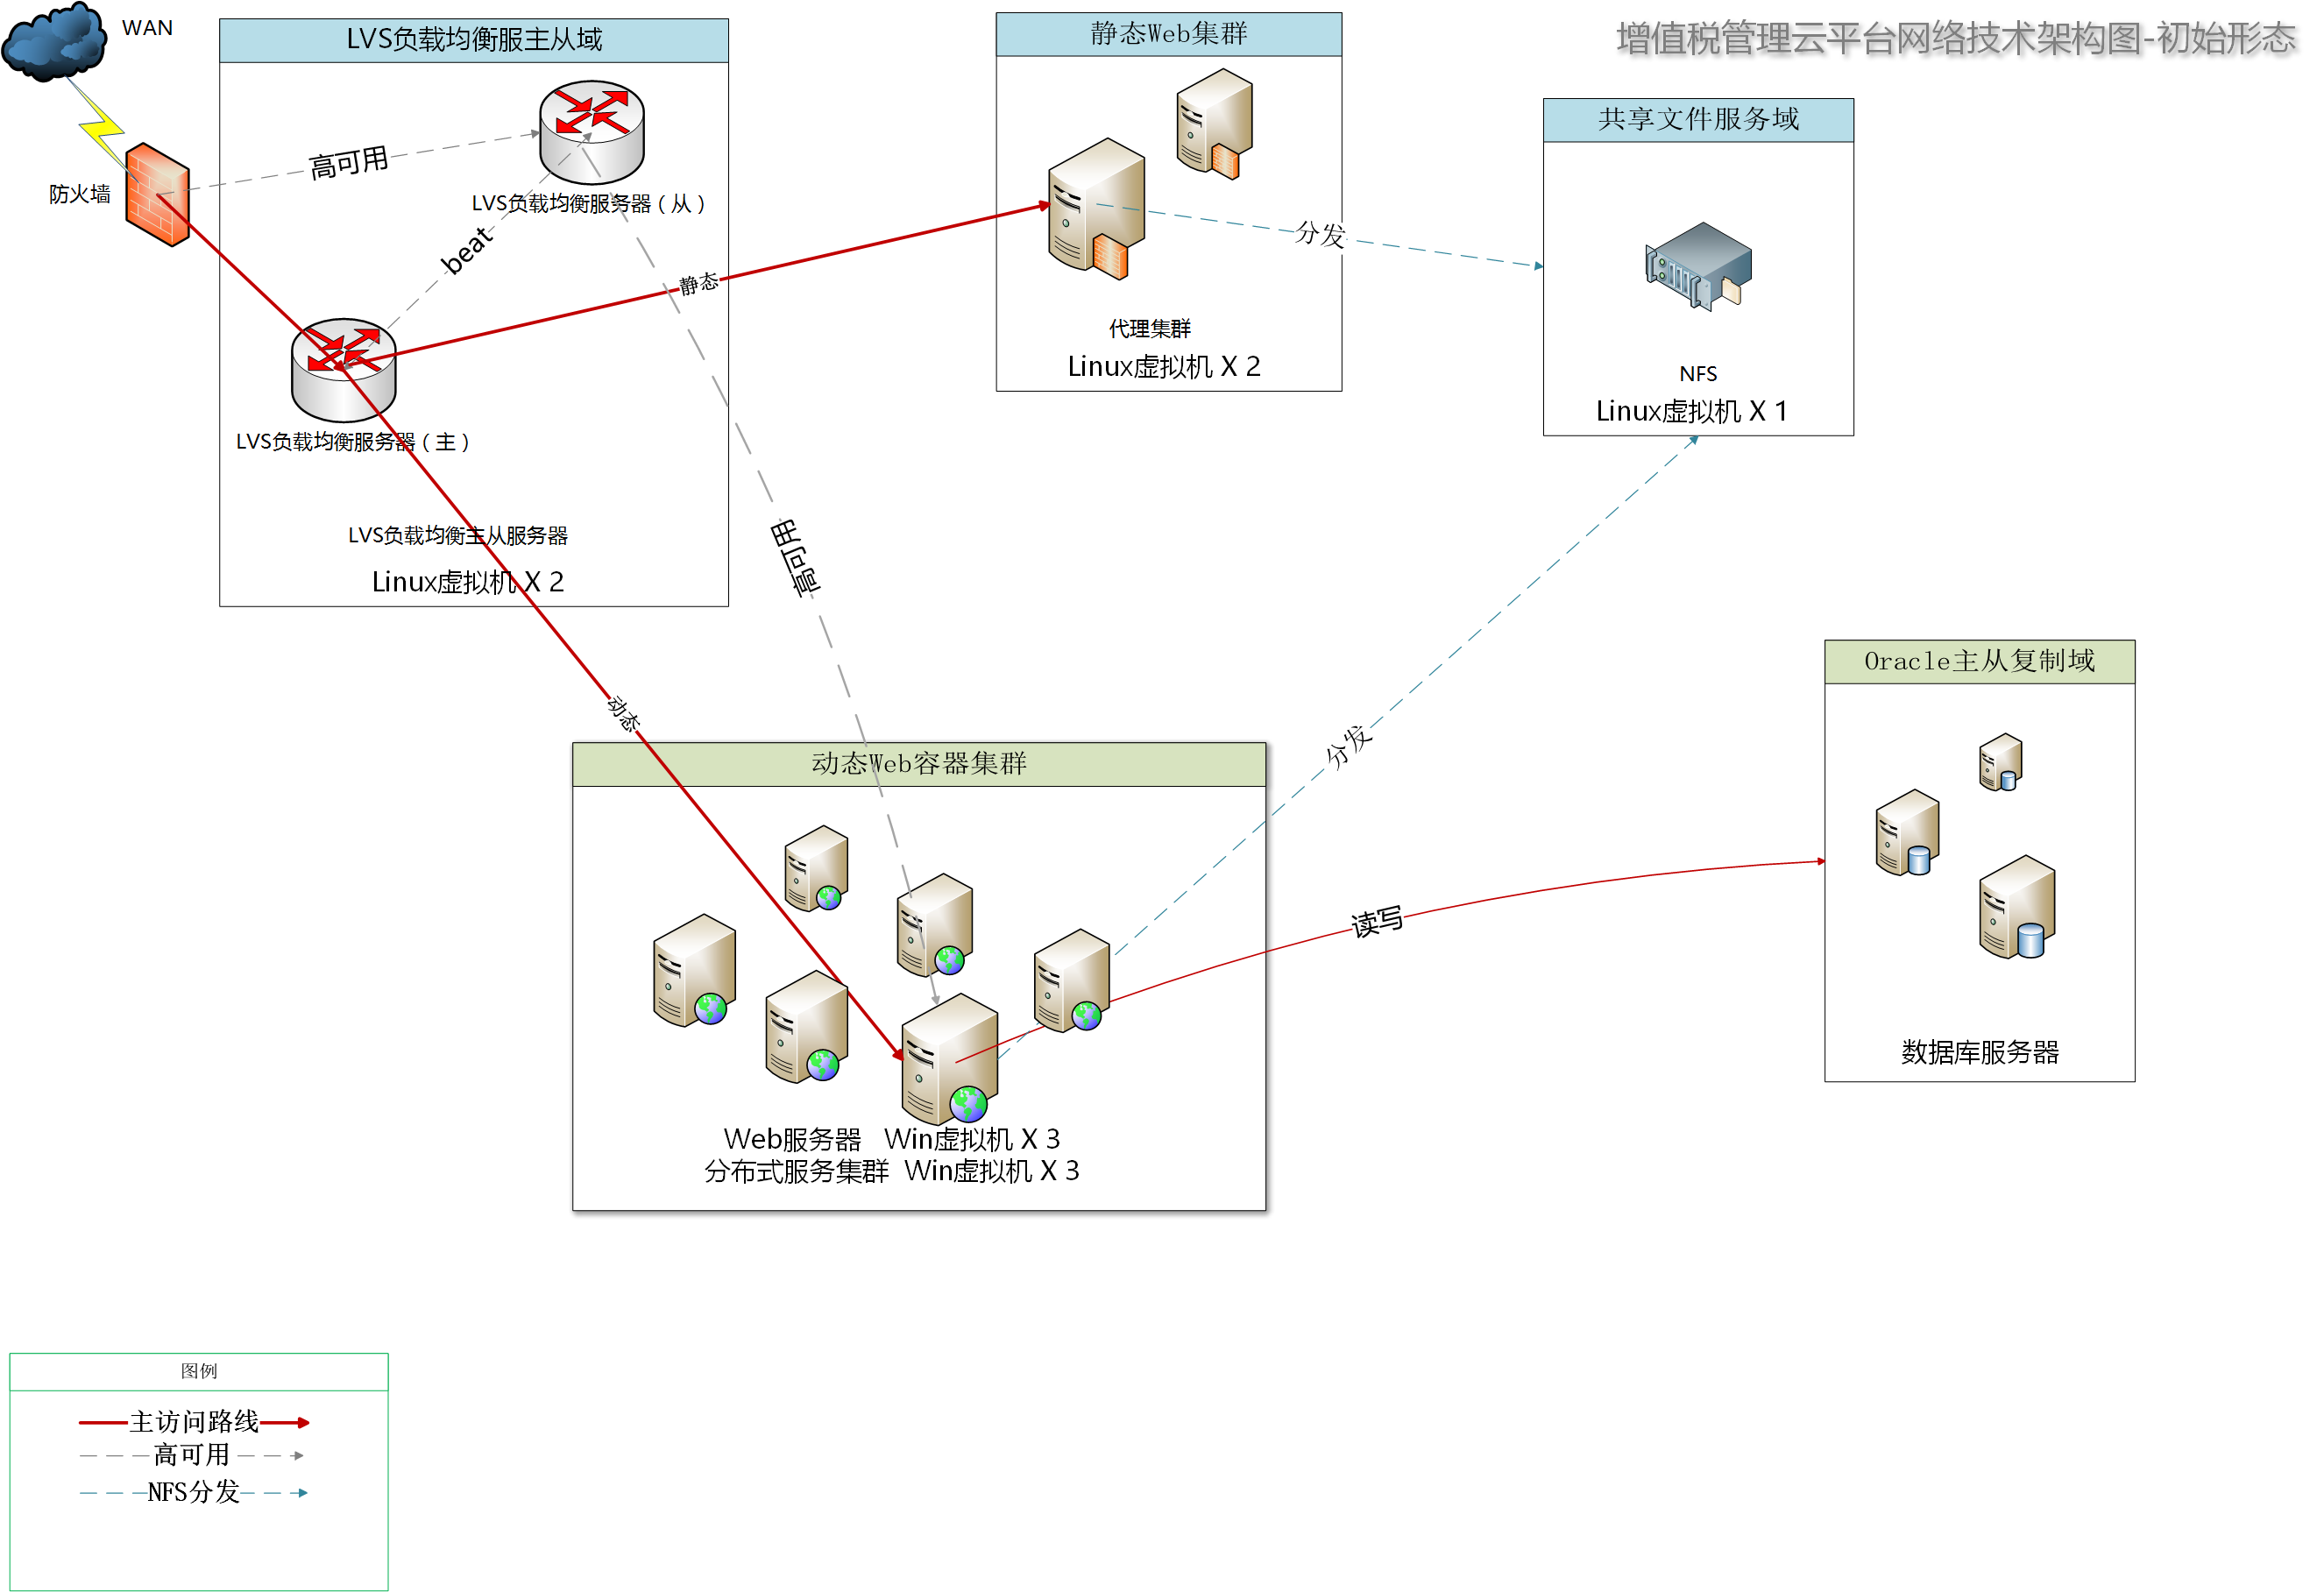 增值税管理云平台网络技术架构图-初始形态
WAN
防火墙
LVS负载均衡服主从域
高可用
LVS负载均衡服务器（从）
beat
静态
LVS负载均衡服务器（主）
LVS负载均衡主从服务器
Linux虚拟机 X 2
静态Web集群
代理集群
Linux虚拟机 X 2
分发
共享文件服务域
NFS
Linux虚拟机 X 1
高可用
动态
分发
动态Web容器集群
Web服务器 Win虚拟机 X 3
分布式服务集群 Win虚拟机 X 3
读写
Oracle主从复制域
数据库服务器
图例
主访问路线
高可用
NFS分发